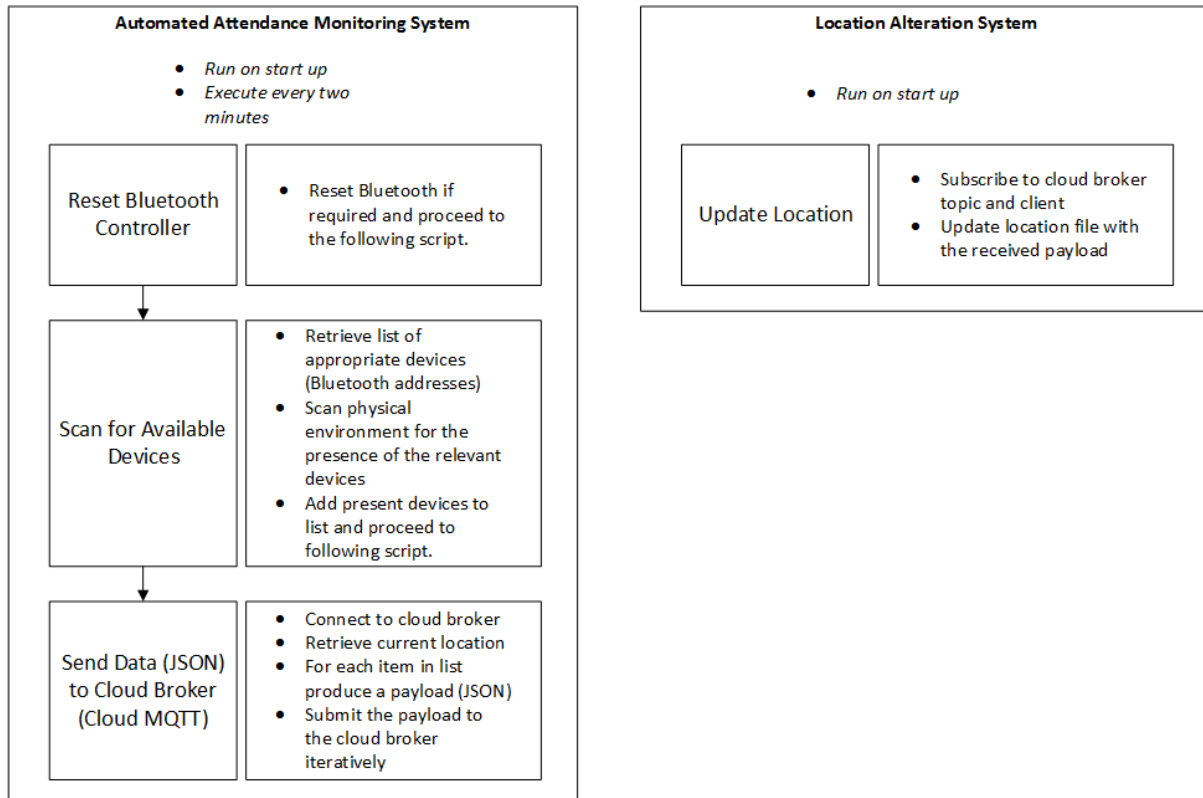 Automated Attendance Monitoring System
• Run on start up
• Execute every two
minutes
Reset Bluetooth
Controller
• Reset Bluetooth if
required and proceed to
the following script.
Scan for Available
Devices
• Retrieve list of
appropriate devices
(Bluetooth addresses)
• Scan physical
environment for the
presence of the relevant
devices
• Add present devices to
list and proceed to
following script.
Send Data (JSON)
to Cloud Broker
(Cloud MQTT)
• Connect to cloud broker
• Retrieve current location
• For each item in list
produce a payload (JSON)
• Submit the payload to
the cloud broker
iteratively
Location Alteration System
• Run on start up
Update Location
• Subscribe to cloud broker
topic and client
• Update location file with
the received payload